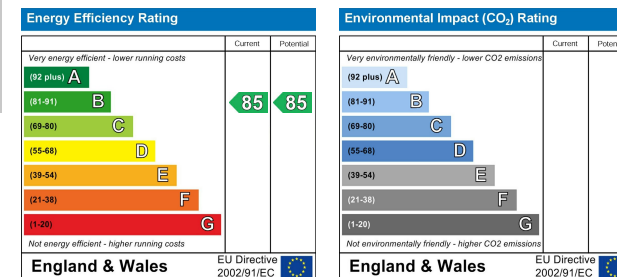 Energy Efficiency Rating
Current Potential
Very energy efficient - lower running costs
(92 plus) A
(81-91) B 85 85
(69-80) C
(55-68) D
(39-54) E
(21-38) F
(1-20) G
Not energy efficient - higher running costs
England & Wales
EU Directive
2002/91/EC
Environmental Impact (CO2) Rating
Current Poten
Very environmentally friendly - lower CO2 emissions
(92 plus) A
(81-91) B
(69-80) C
(55-68) D
(39-54) E
(21-38) F
(1-20) G
Not environmentally friendly - higher CO2 emissions
England & Wales
EU Directive
2002/91/EC